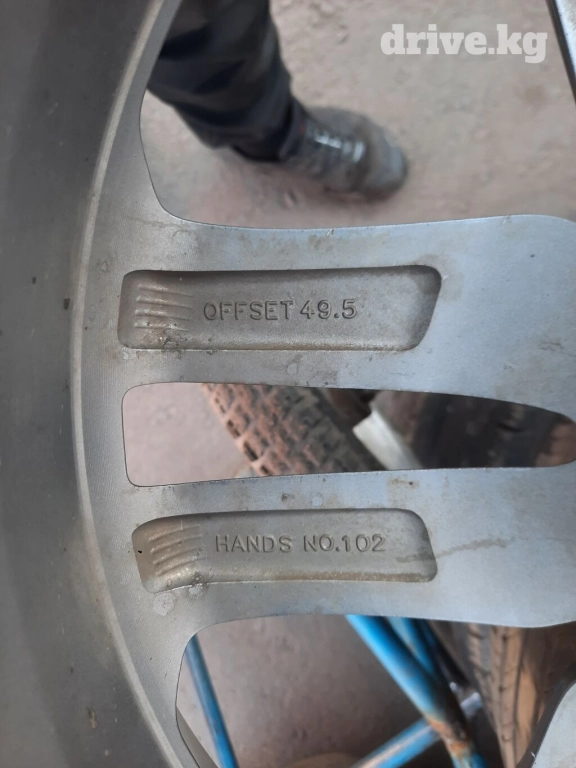 drive.kg
OFFSET 49.5
HANDS NO.102